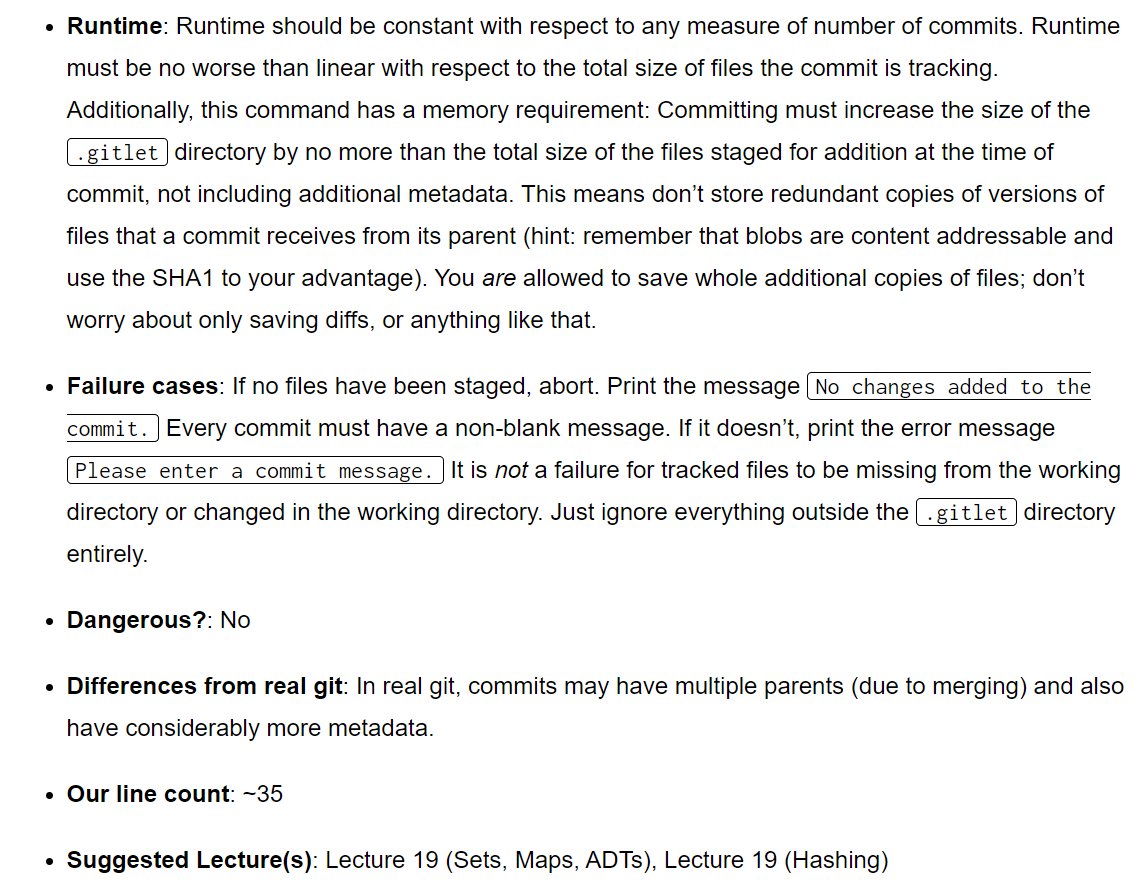 • Runtime: Runtime should be constant with respect to any measure of number of commits. Runtime
must be no worse than linear with respect to the total size of files the commit is tracking.
Additionally, this command has a memory requirement: Committing must increase the size of the
.gitlet directory by no more than the total size of the files staged for addition at the time of
commit, not including additional metadata. This means don’t store redundant copies of versions of
files that a commit receives from its parent (hint: remember that blobs are content addressable and
use the SHA1 to your advantage). You are allowed to save whole additional copies of files; don’t
worry about only saving diffs, or anything like that.
• Failure cases: If no files have been staged, abort. Print the message No changes added to the
commit. Every commit must have a non-blank message. If it doesn’t, print the error message
Please enter a commit message. It is not a failure for tracked files to be missing from the working
directory or changed in the working directory. Just ignore everything outside the .gitlet directory
entirely.
• Dangerous?: No
• Differences from real git: In real git, commits may have multiple parents (due to merging) and also
have considerably more metadata.
• Our line count: ~35
• Suggested Lecture(s): Lecture 19 (Sets, Maps, ADTs), Lecture 19 (Hashing)